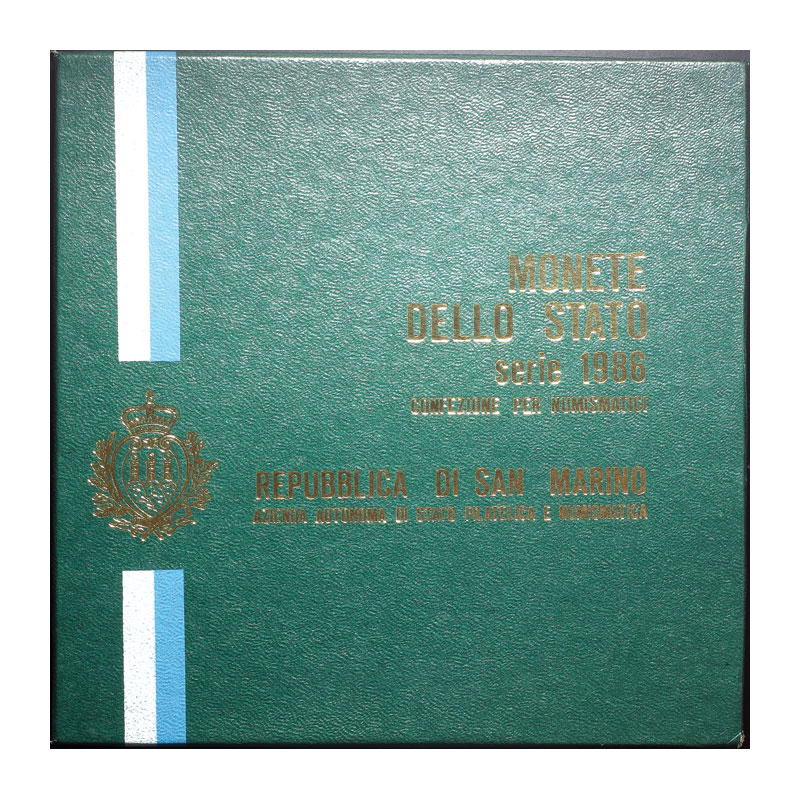 MONETE
DELLO STATO
serie 1986
CONFEZIONE PER NUMISMATICI
REPUBBLICA DI SAN MARINO
AZIENDA AUTONOMA DI STATO FILATELICA E NUMISMATICA